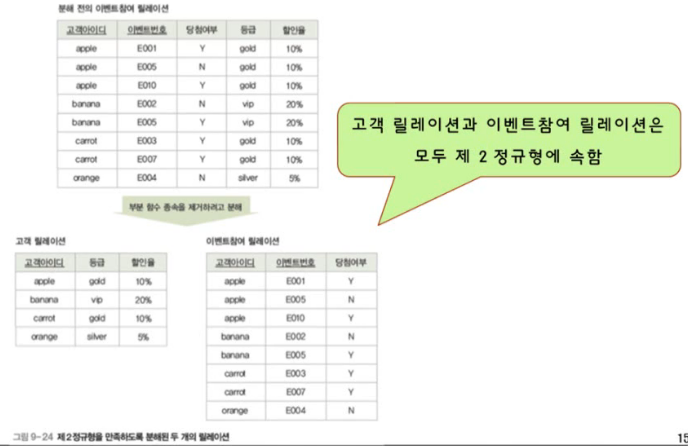 분해 전의 이벤트참여 릴레이션
고객아이디 이벤트번호 당첨여부 등급 할인율
apple E001 Y gold 10%
apple E005 N gold 10%
apple E010 Y gold 10%
banana E002 N vip 20%
banana E005 Y vip 20%
carrot E003 Y gold 10%
carrot E007 Y gold 10%
orange E004 N silver 5%
고객 릴레이션과 이벤트참여 릴레이션은
모두 제 2 정규형에 속함
부분 함수 종속을 제거하려고 분해
고객 릴레이션
고객아이디 등급 할인율
apple gold 10%
banana vip 20%
carrot gold 10%
orange silver 5%
이벤트참여 릴레이션
고객아이디 이벤트번호 당첨여부
apple E001 Y
apple E005 N
apple E010 Y
banana E002 N
banana E005 Y
carrot E003 Y
carrot E007 Y
orange E004 N
그림 9-24 제2정규형을 만족하도록 분해된 두 개의 릴레이션
15